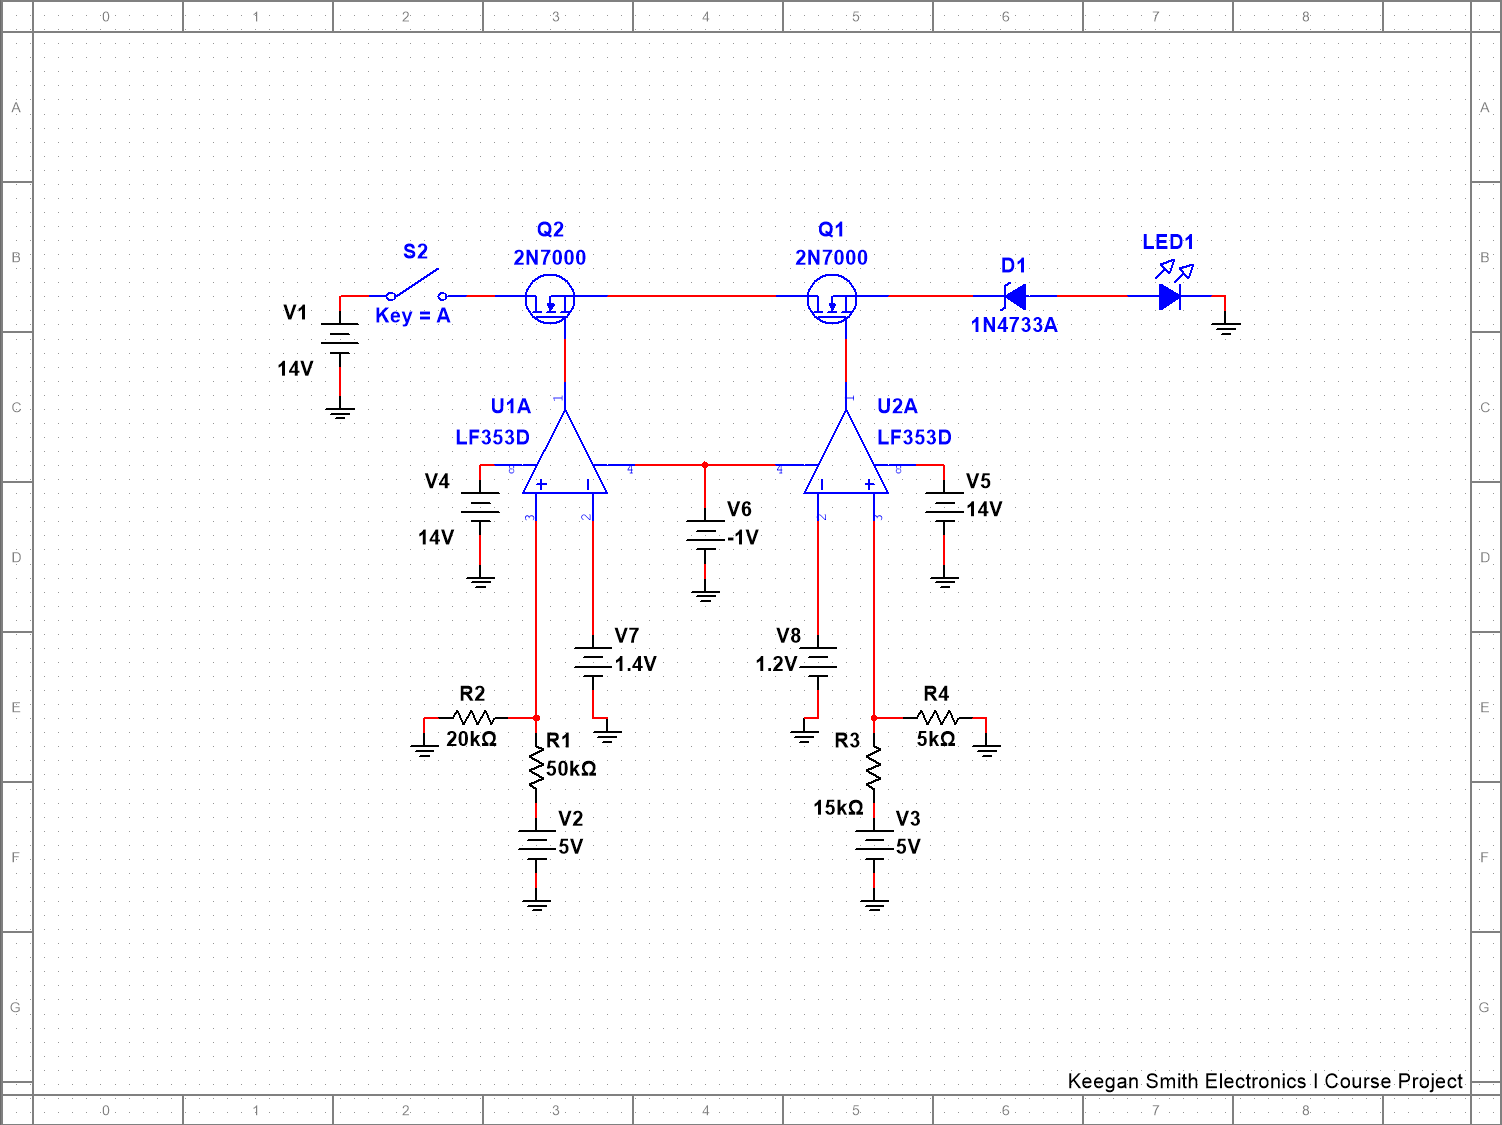 0 1 2 3 4 5 6 7 8
A A
B B
C C
D D
E E
F F
G G
Q2
2N7000
Q1
2N7000
S2
Key = A
D1
1N4733A
LED1
V1
14V
U1A
LF353D
1
8
4
3
2
U2A
LF353D
1
4
8
2
3
V4
14V
V6
-1V
V5
14V
V7
1.4V
V8
1.2V
R2
20kΩ
R1
50kΩ
R4
5kΩ
R3
15kΩ
V2
5V
V3
5V
Keegan Smith Electronics I Course Project
0 1 2 3 4 5 6 7 8